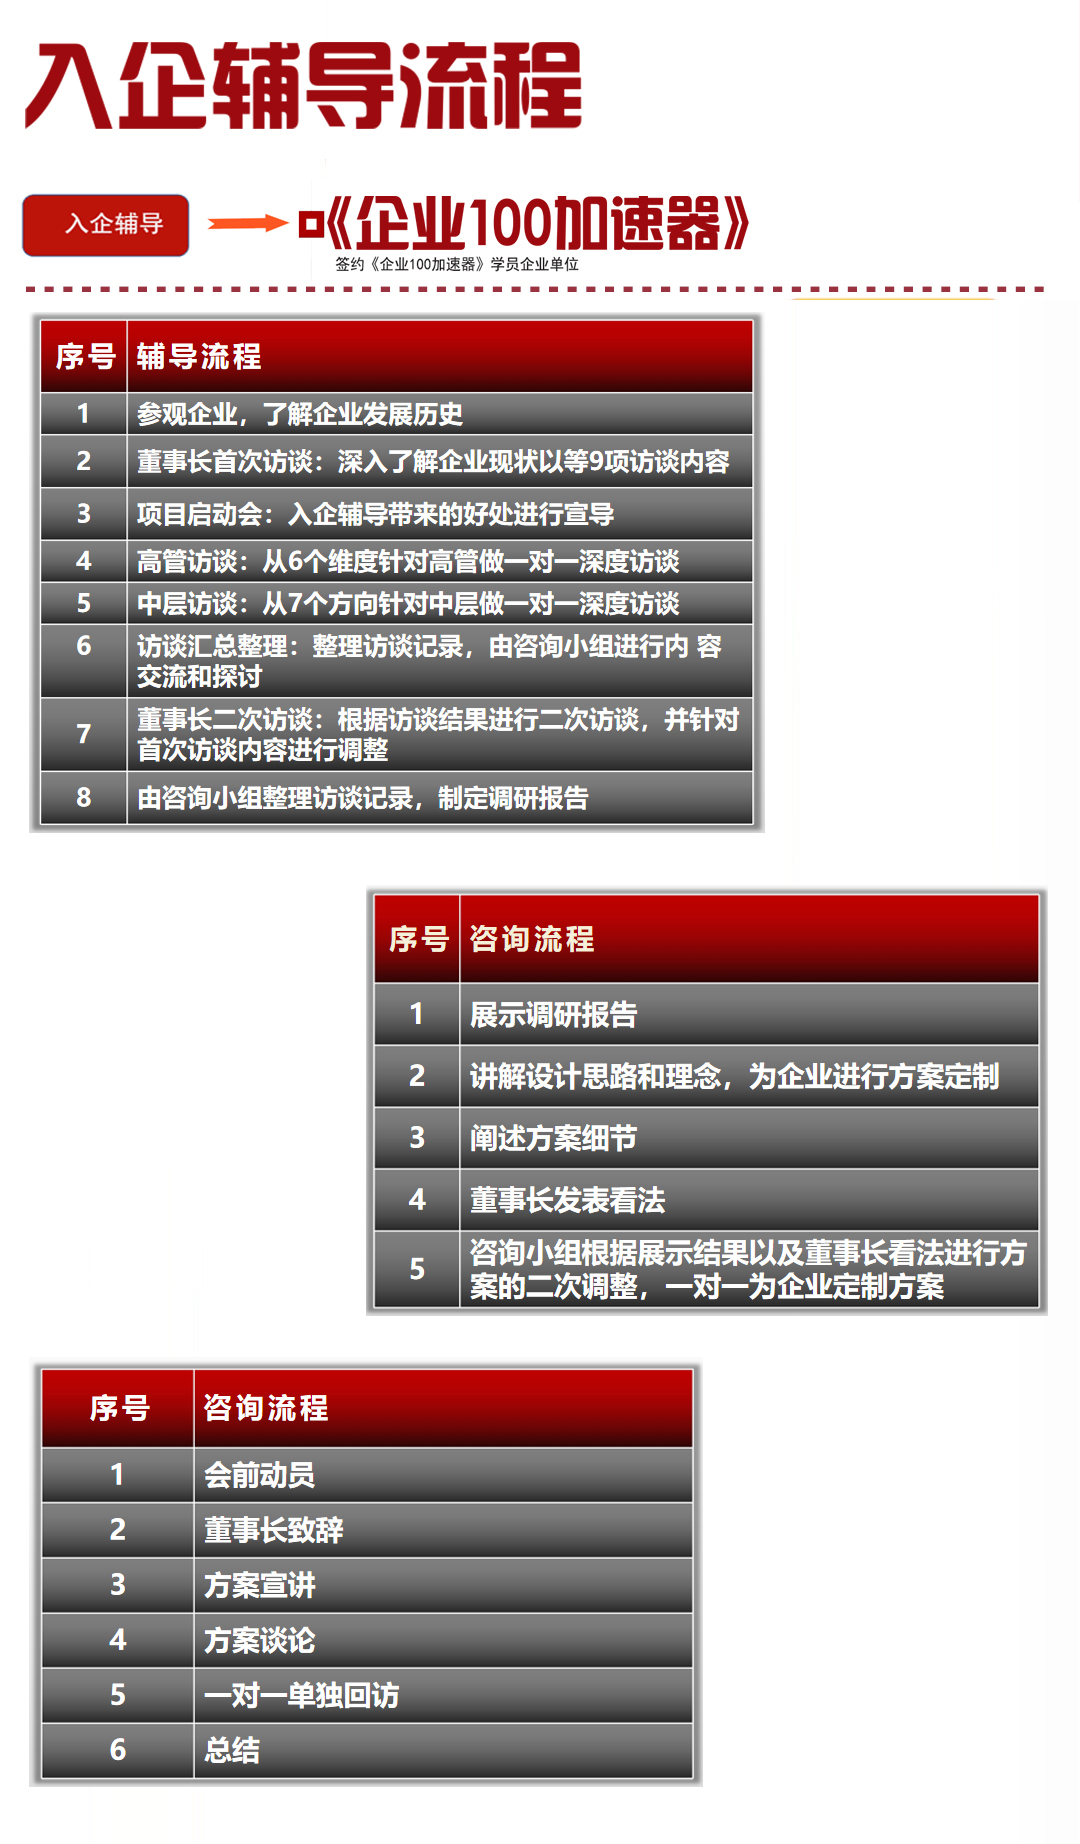 入企辅导流程
入企辅导
《企业100加速器》
签约《企业100加速器》学员企业单位
序号 辅导流程
1 参观企业，了解企业发展历史
2 董事长首次访谈：深入了解企业现状以等9项访谈内容
3 项目启动会：入企辅导带来的好处进行宣导
4 高管访谈：从6个维度针对高管做一对一深度访谈
5 中层访谈：从7个方向针对中层做一对一深度访谈
6 访谈汇总整理：整理访谈记录，由咨询小组进行内 容
交流和探讨
7 董事长二次访谈：根据访谈结果进行二次访谈，并针对
首次访谈内容进行调整
8 由咨询小组整理访谈记录，制定调研报告
序号 咨询流程
1 展示调研报告
2 讲解设计思路和理念，为企业进行方案定制
3 阐述方案细节
4 董事长发表看法
5 咨询小组根据展示结果以及董事长看法进行方
案的二次调整，一对一为企业定制方案
序号 咨询流程
1 会前动员
2 董事长致辞
3 方案宣讲
4 方案谈论
5 一对一单独回访
6 总结